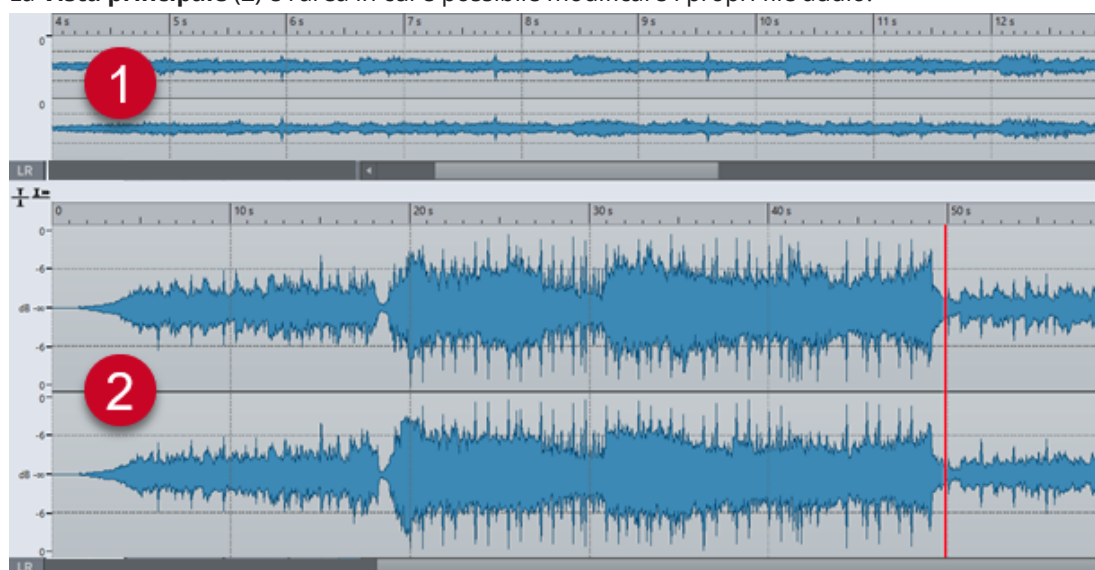 La Vista principale (2) è l'area in cui è possibile modificare i propri file audio.
4 s 5 s 6 s 7 s 8 s 9 s 10 s 11 s 12 s
0
1
0
LR
0 10 s 20 s 30 s 40 s 50 s
0
-6
dB -∞
-6
0
2
0
-6
dB -∞
-6
0
LR